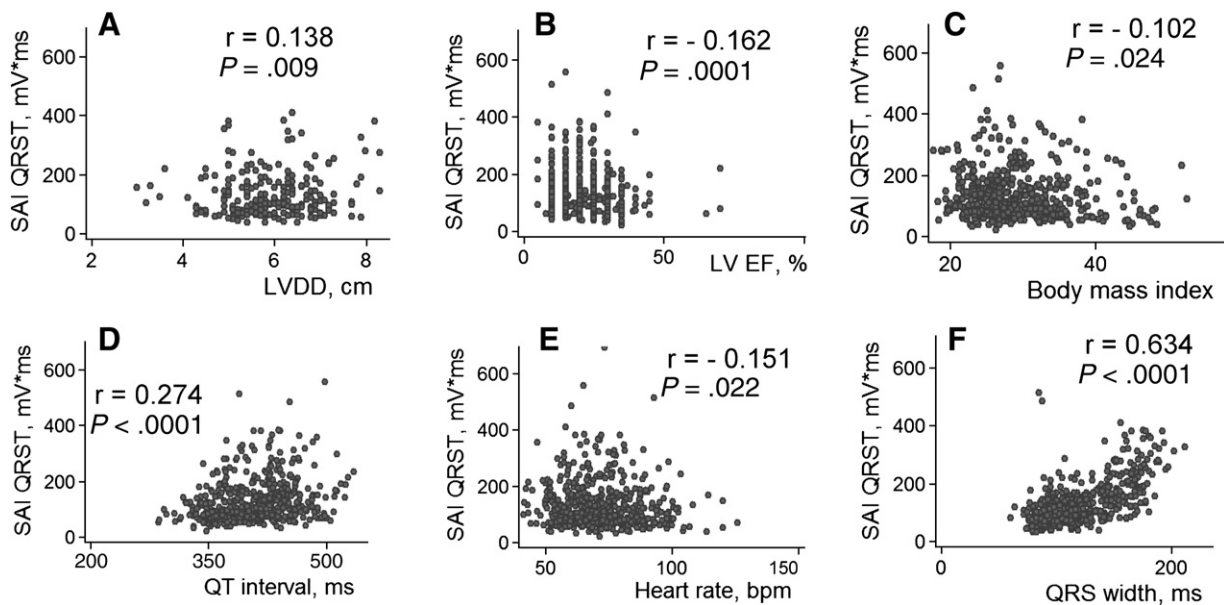 A
r = 0.138
P = .009
SAI QRST, mV*ms
600
400
200
0
2 4 6 8
LVDD, cm
B
r = - 0.162
P = .0001
SAI QRST, mV*ms
600
400
200
0
0 50
LV EF, %
C
r = - 0.102
P = .024
SAI QRST, mV*ms
600
400
200
0
20 40
Body mass index
D
r = 0.274
P < .0001
SAI QRST, mV*ms
600
400
200
0
200 350 500
QT interval, ms
E
r = - 0.151
P = .022
SAI QRST, mV*ms
600
400
200
0
50 100 150
Heart rate, bpm
F
r = 0.634
P < .0001
SAI QRST, mV*ms
600
400
200
0
0 200
QRS width, ms